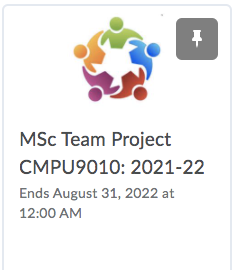 MSc Team Project
CMPU9010: 2021-22
Ends August 31, 2022 at
12:00 AM